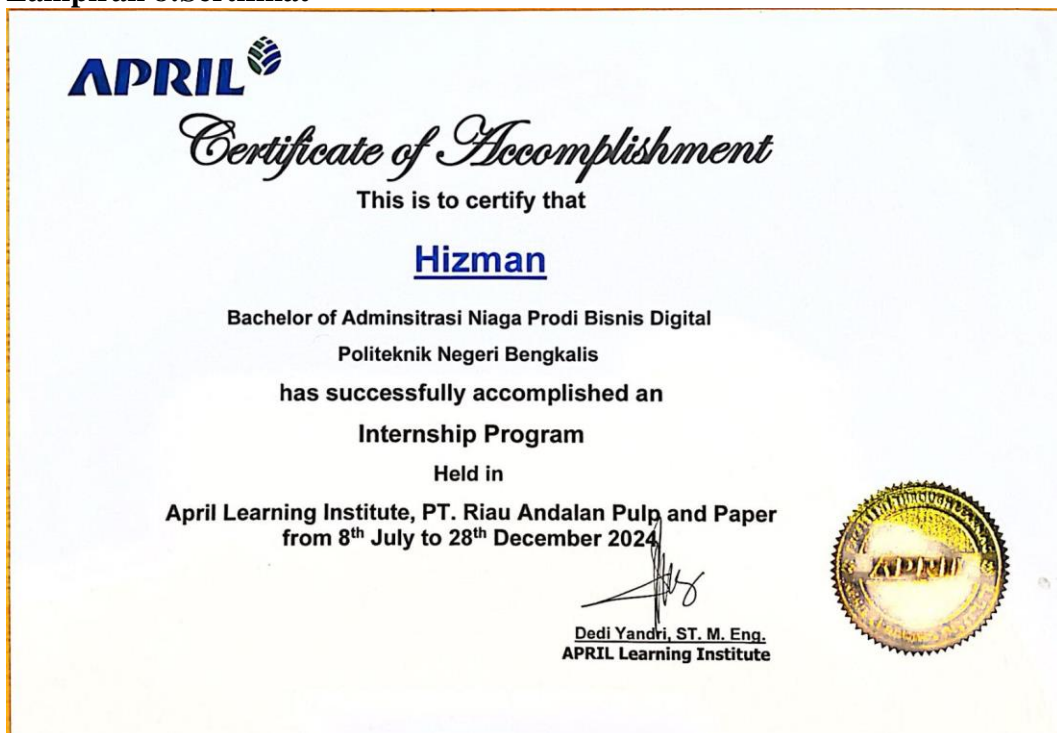 APRIL
Certificate of Accomplishment
This is to certify that
Hizman
Bachelor of Adminsitrasi Niaga Prodi Bisnis Digital
Politeknik Negeri Bengkalis
has successfully accomplished an
Internship Program
Held in
April Learning Institute, PT. Riau Andalan Pulp and Paper
from 8th July to 28th December 2024
APRIL
Dedi Yandri, ST. M. Eng.
APRIL Learning Institute